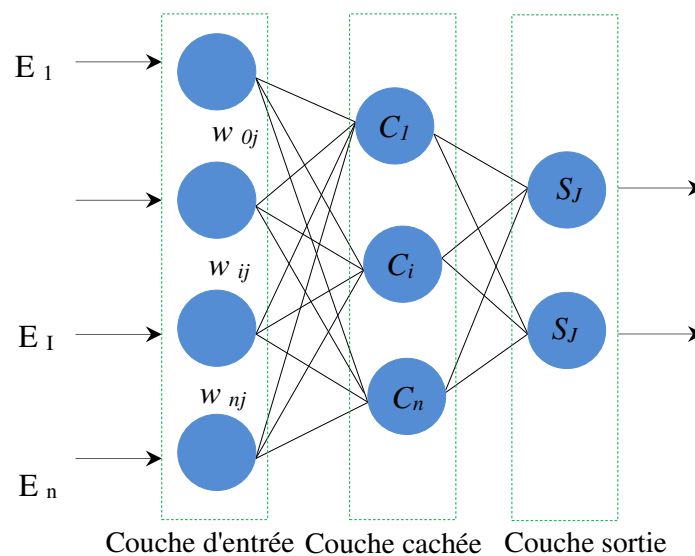 E 1
w 0j
C1
SJ
w ij
Ci
E I
SJ
w nj
Cn
E n
Couche d'entrée Couche cachée Couche sortie